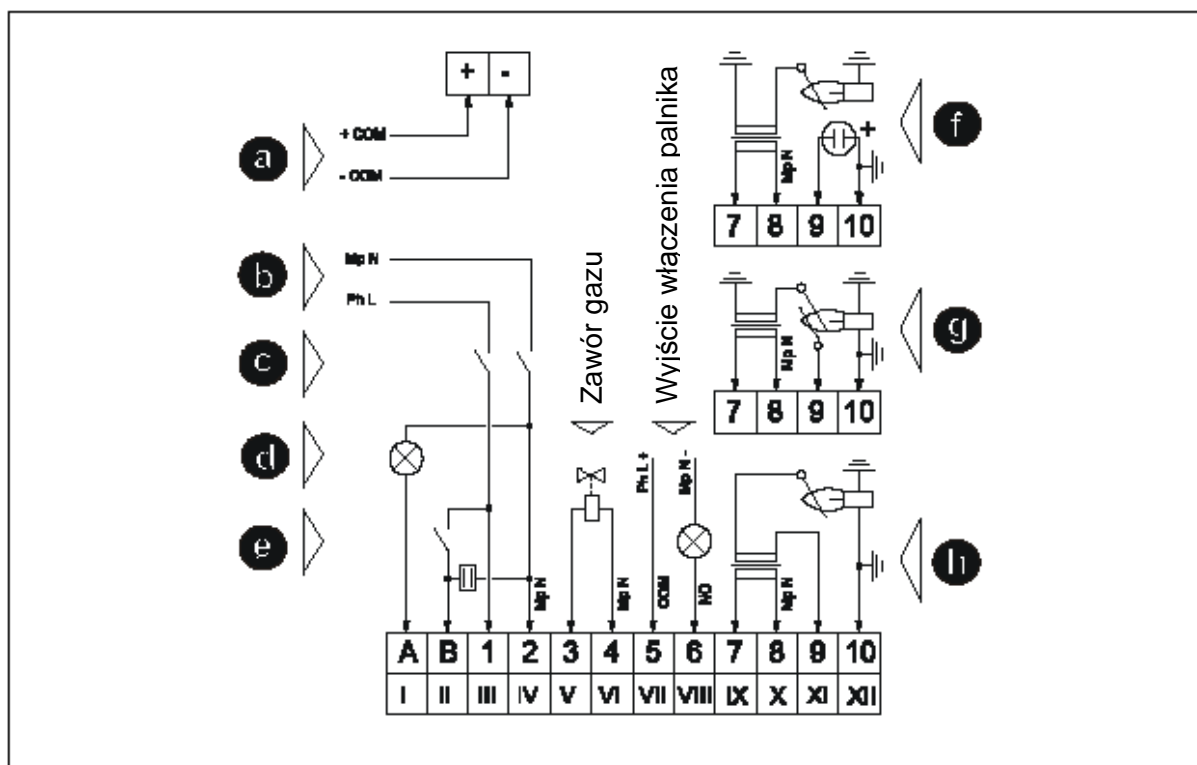 + -
a
+ COM
- COM
b
Mp N
Ph L
c
d
e
Zawór gazu
Wyjście włączenia palnika
Mp N
Ph L +
COM
Mp N -
NO
Mp N
f
+
Mp N
7 8 9 10
g
Mp N
7 8 9 10
h
Mp N
Mp N
A B 1 2 3 4 5 6 7 8 9 10
I II III IV V VI VII VIII IX X XI XII